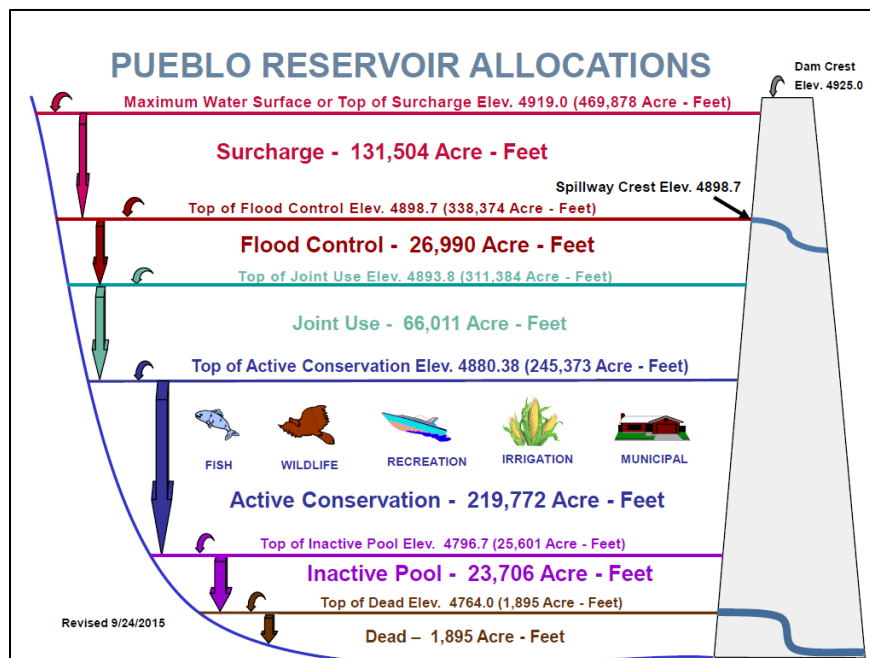 PUEBLO RESERVOIR ALLOCATIONS
Dam Crest
Elev. 4925.0
Maximum Water Surface or Top of Surcharge Elev. 4919.0 (469,878 Acre - Feet)
Surcharge - 131,504 Acre - Feet
Spillway Crest Elev. 4898.7
Top of Flood Control Elev. 4898.7 (338,374 Acre - Feet)
Flood Control - 26,990 Acre - Feet
Top of Joint Use Elev. 4893.8 (311,384 Acre - Feet)
Joint Use - 66,011 Acre - Feet
Top of Active Conservation Elev. 4880.38 (245,373 Acre - Feet)
FISH
WILDLIFE
RECREATION
IRRIGATION
MUNICIPAL
Active Conservation - 219,772 Acre - Feet
Top of Inactive Pool Elev. 4796.7 (25,601 Acre - Feet)
Inactive Pool - 23,706 Acre - Feet
Top of Dead Elev. 4764.0 (1,895 Acre - Feet)
Revised 9/24/2015
Dead – 1,895 Acre - Feet